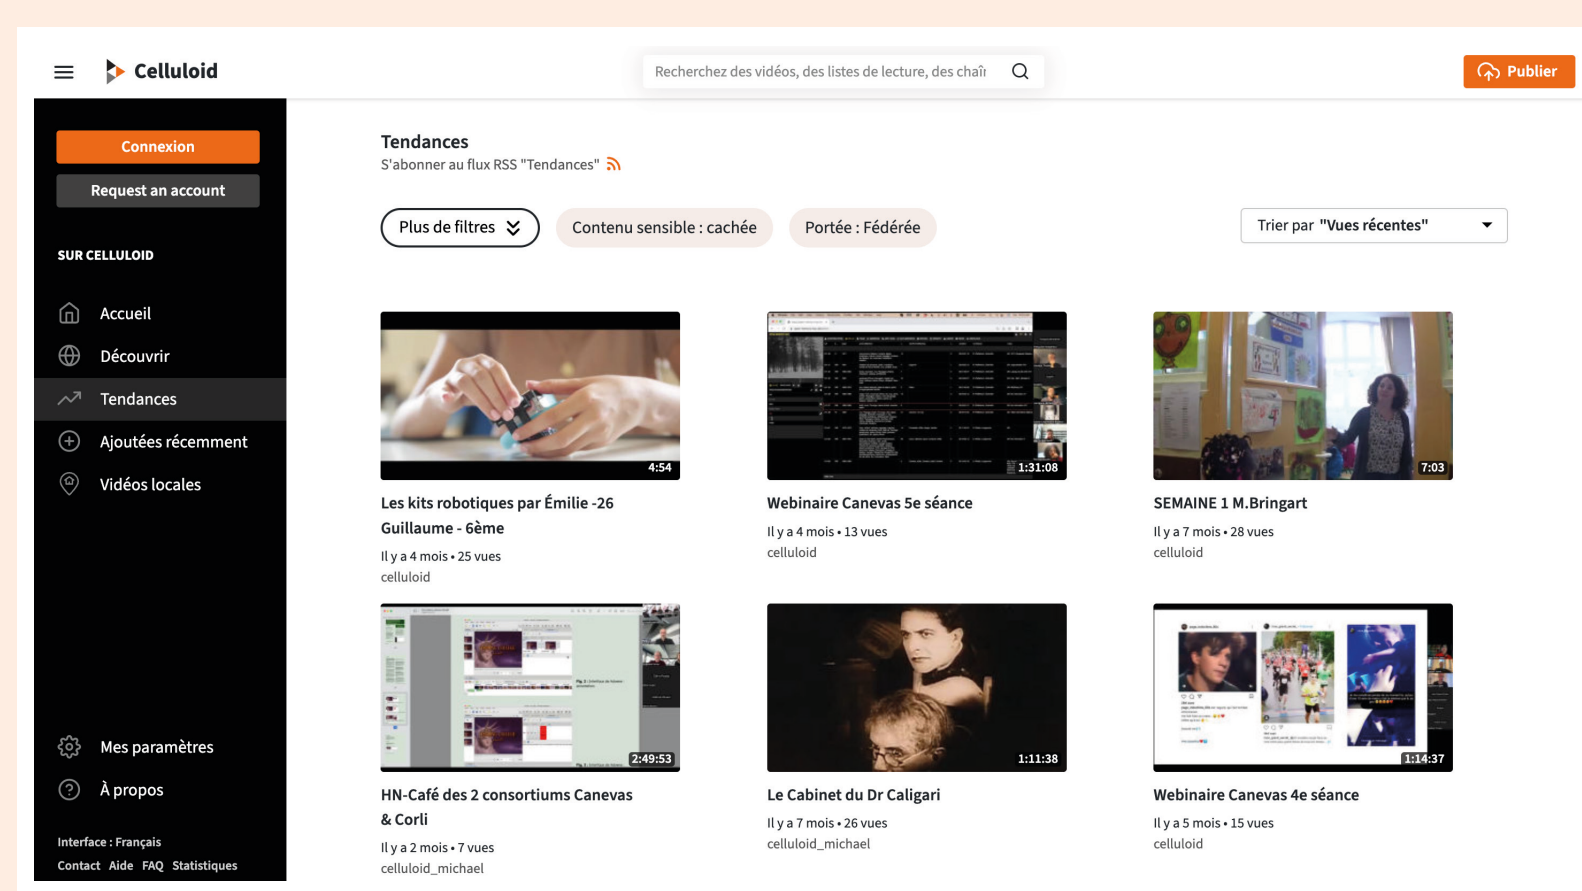 Celluloid
Recherchez des vidéos, des listes de lecture, des chaîn
Publier
Connexion
Request an account
SUR CELLULOID
Accueil
Découvrir
Tendances
Ajoutées récemment
Vidéos locales
Mes paramètres
À propos
Interface : Français
Contact Aide FAQ Statistiques
Tendances
S'abonner au flux RSS "Tendances"
Plus de filtres
Contenu sensible : cachée
Portée : Fédérée
Trier par "Vues récentes"
4:54
Les kits robotiques par Émilie -26
Guillaume - 6ème
Il y a 4 mois • 25 vues
celluloid
1:31:08
Webinaire Canevas 5e séance
Il y a 4 mois • 13 vues
celluloid
7:03
SEMAINE 1 M.Bringart
Il y a 7 mois • 28 vues
celluloid
2:49:53
HN-Café des 2 consortiums Canevas
& Corli
Il y a 2 mois • 7 vues
celluloid_michael
1:11:38
Le Cabinet du Dr Caligari
Il y a 7 mois • 26 vues
celluloid_michael
1:14:37
Webinaire Canevas 4e séance
Il y a 5 mois • 15 vues
celluloid